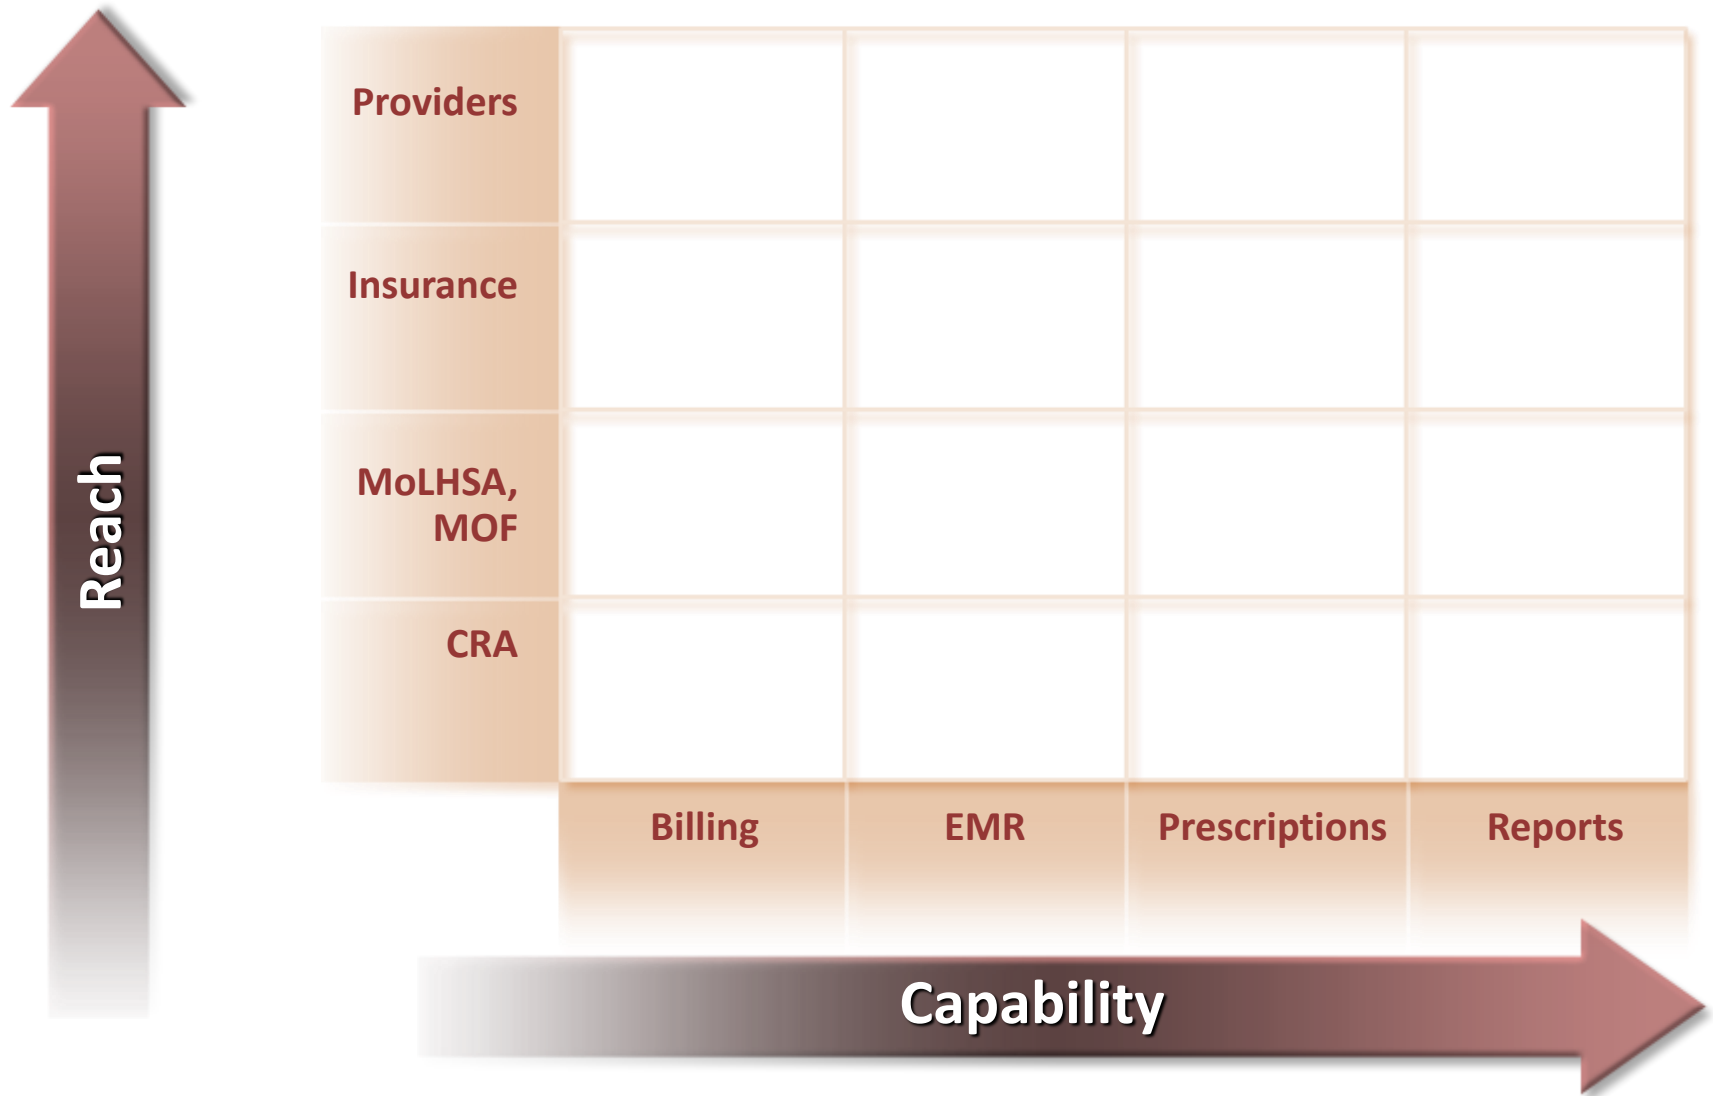 Reach
Providers
Insurance
MoLHSA,
MOF
CRA
Billing
EMR
Prescriptions
Reports
Capability